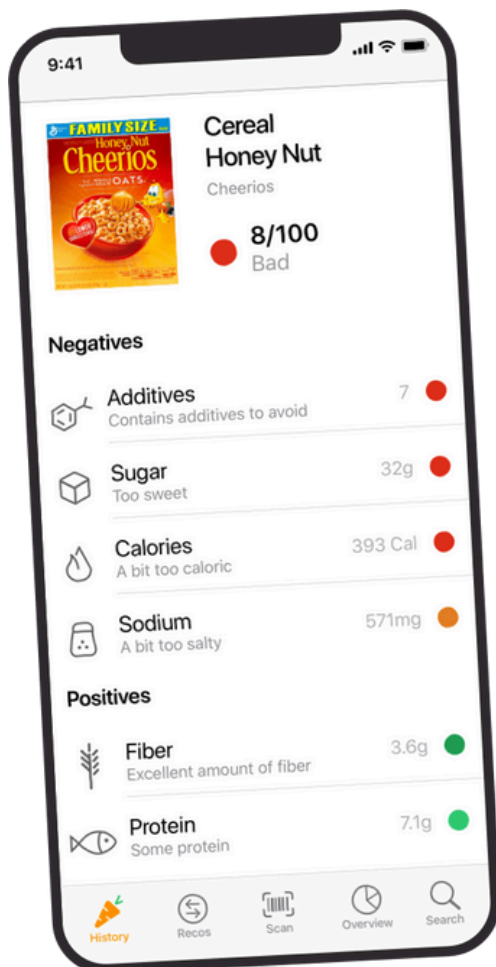 9:41
FAMILY SIZE
Honey Nut
Cheerios
OATS
Cereal
Honey Nut
Cheerios
8/100
Bad
Negatives
Additives
7
Contains additives to avoid
Sugar
32g
Too sweet
Calories
393 Cal
A bit too caloric
Sodium
571mg
A bit too salty
Positives
Fiber
3.6g
Excellent amount of fiber
Protein
7.1g
Some protein
History
Recos
Scan
Overview
Search